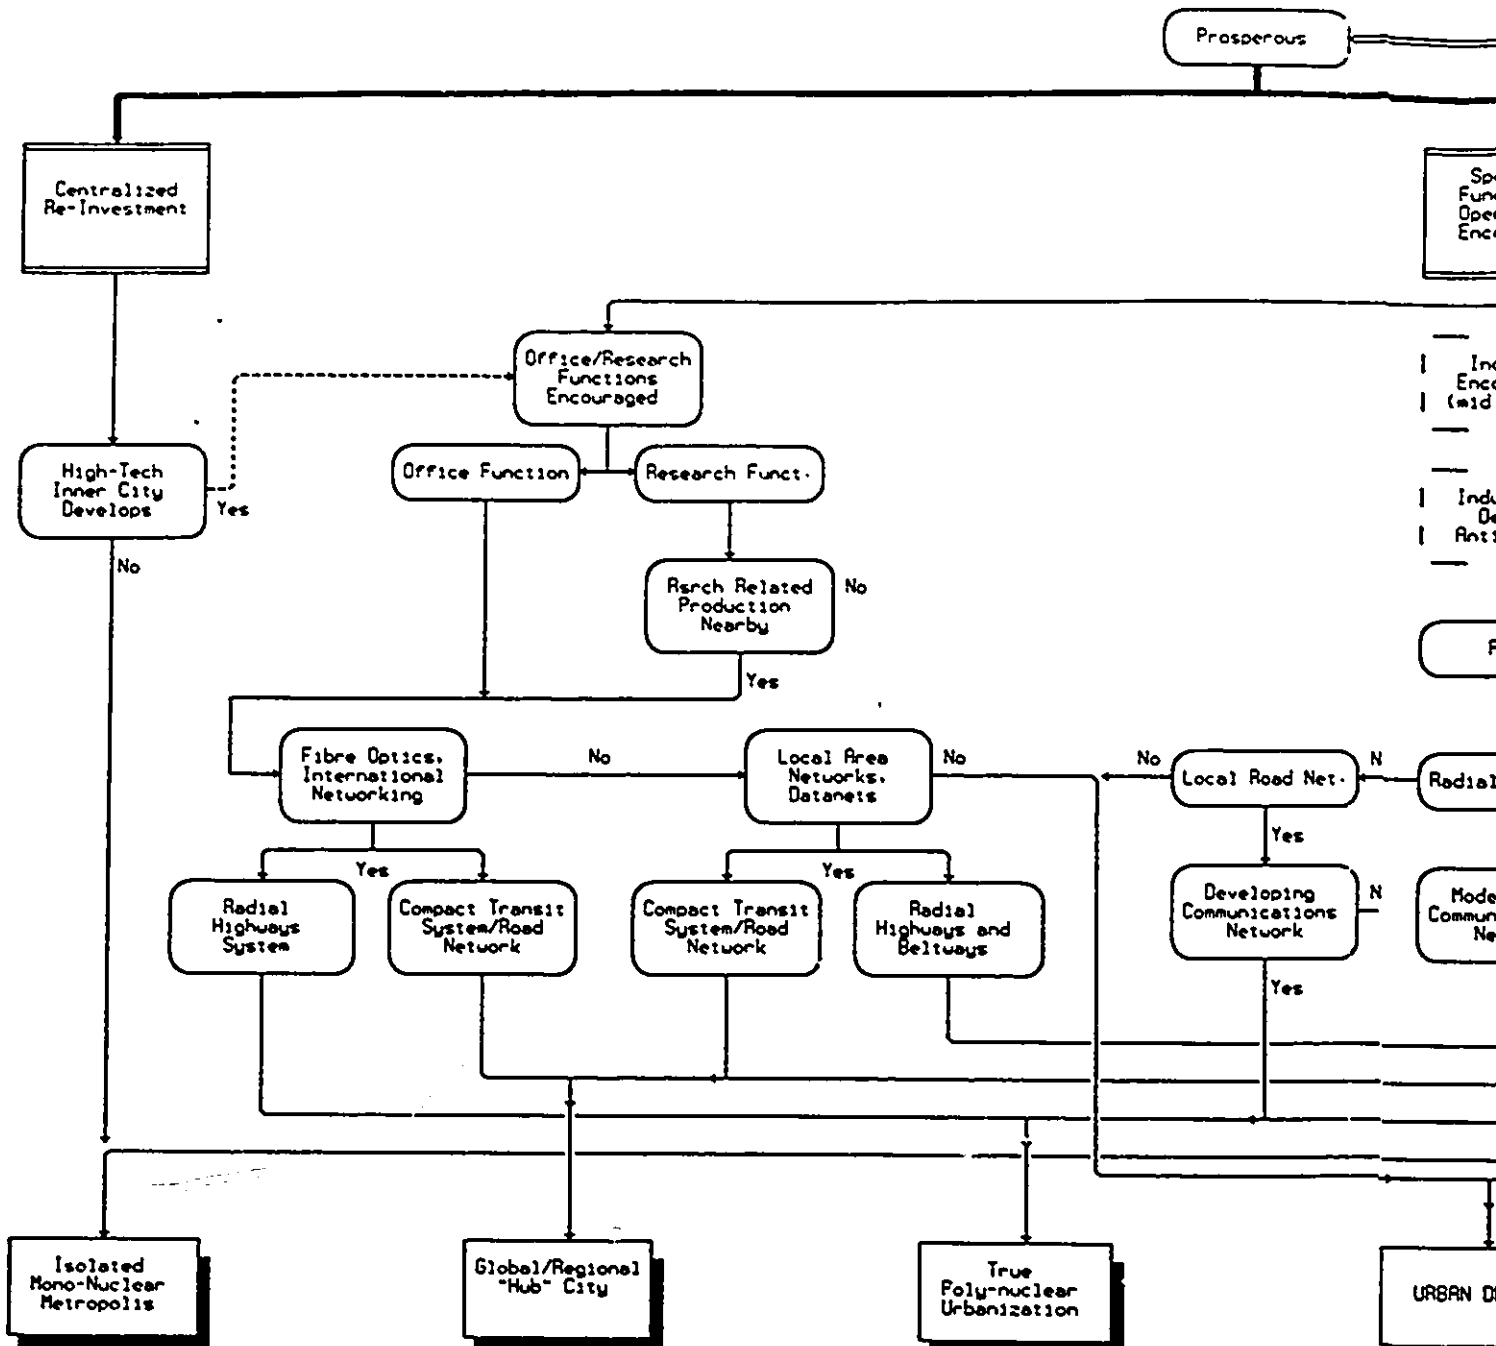 Prosperous
Centralized
Re-Investment
Office/Research
Functions
Encouraged
High-Tech
Inner City
Develops
Yes
No
Office Function
Research Funct.
Rsrch Related
Production
Nearby
No
Yes
Fibre Optics,
International
Networking
No
Local Area
Networks,
Datanets
No
No
Local Road Net.
N
Radial
Yes
Yes
Yes
Radial
Highways
System
Compact Transit
System/Road
Network
Compact Transit
System/Road
Network
Radial
Highways and
Beltways
Developing
Communications
Network
N
Yes
Isolated
Mono-Nuclear
Metropolis
Global/Regional
"Hub" City
True
Poly-nuclear
Urbanization
URBAN